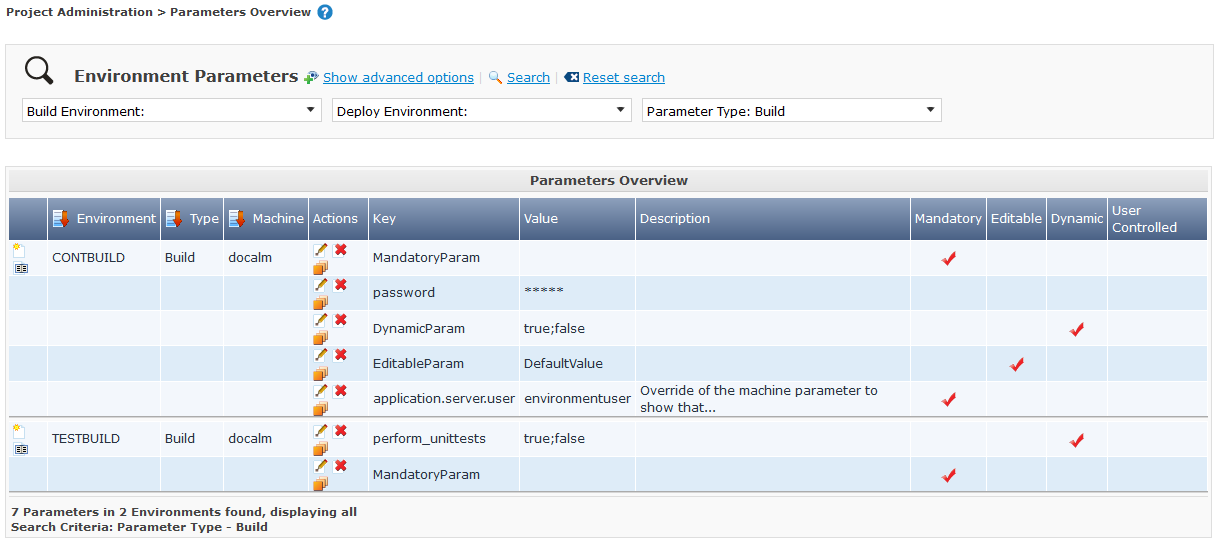 Project Administration > Parameters Overview ?
Environment Parameters Show advanced options | Search | Reset search
Build Environment: Deploy Environment: Parameter Type: Build
Parameters Overview
Environment Type Machine Actions Key Value Description Mandatory Editable Dynamic User Controlled
CONTBUILD Build docalm MandatoryParam
password *****
DynamicParam true;false
EditableParam DefaultValue
application.server.user environmentuser Override of the machine parameter to
show that...
TESTBUILD Build docalm perform_unittests true;false
MandatoryParam
7 Parameters in 2 Environments found, displaying all
Search Criteria: Parameter Type - Build